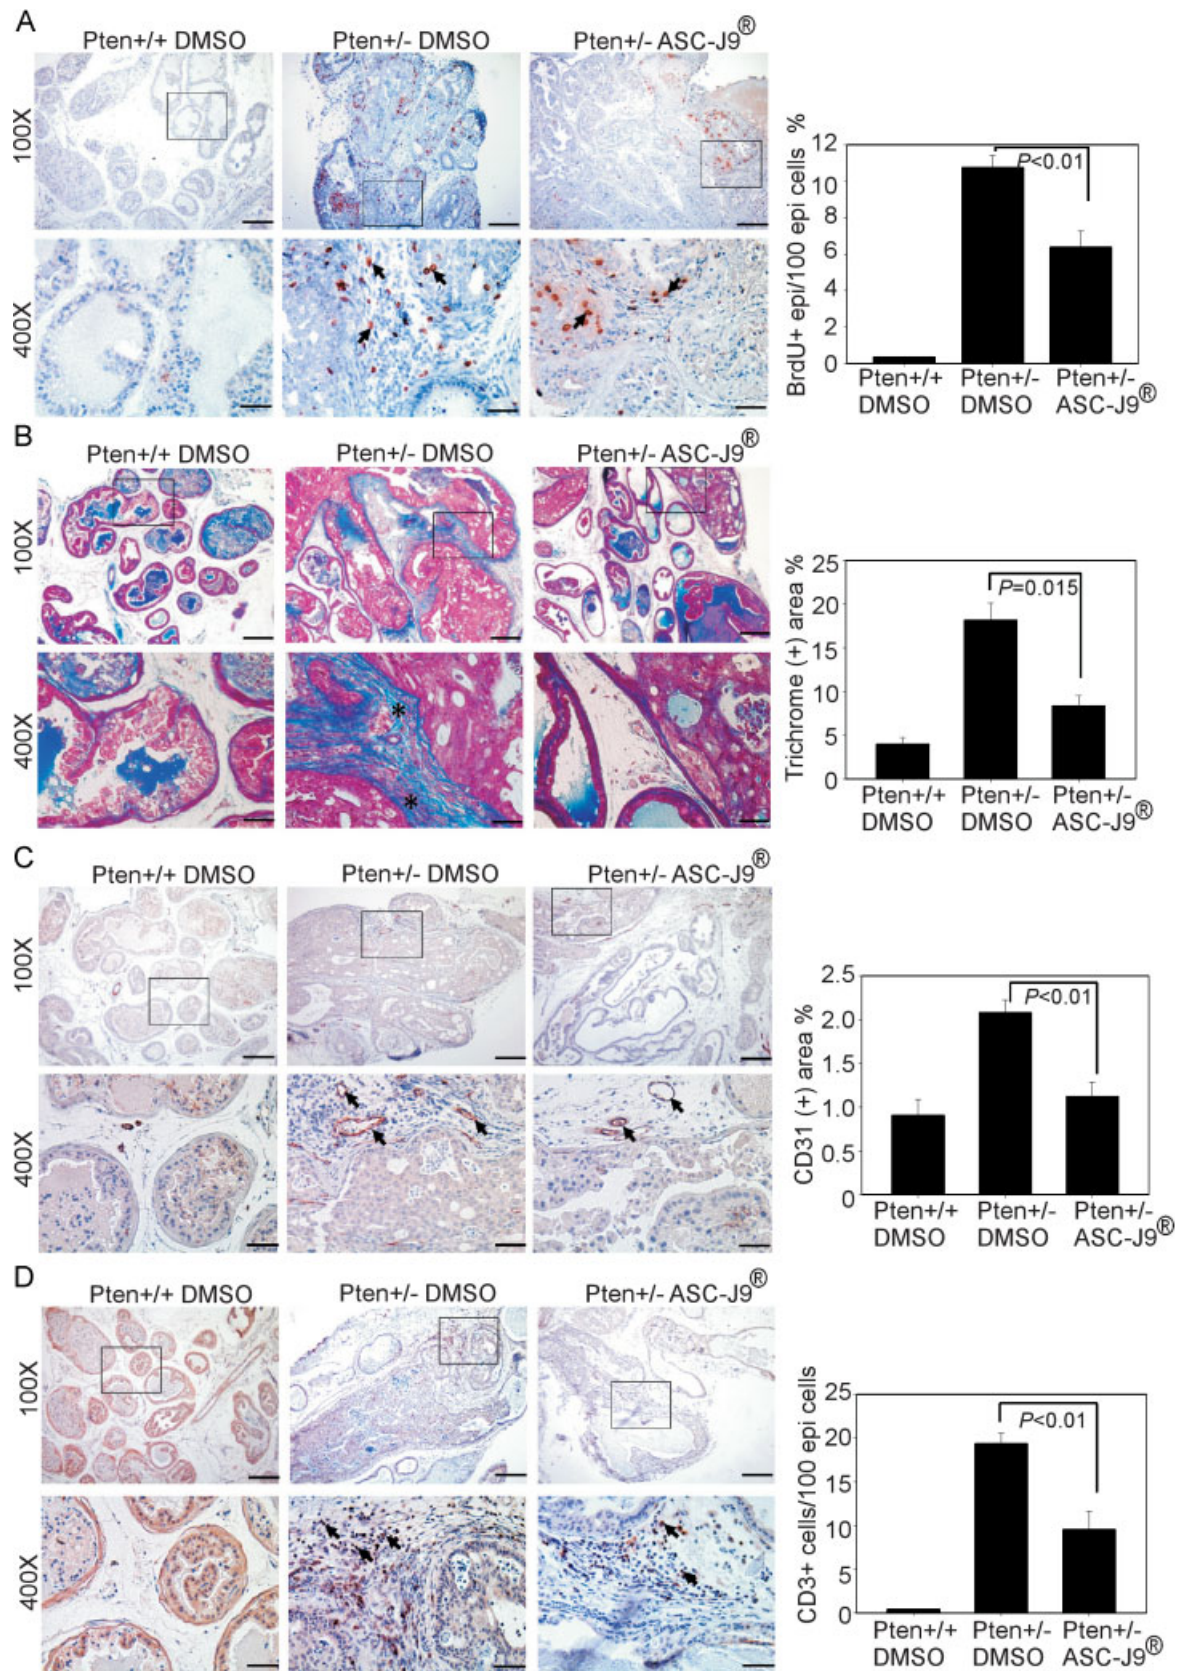 A
Pten+/+ DMSO
Pten+/- DMSO
Pten+/- ASC-J9®
100X
400X
BrdU+ epi/100 epi cells %
12
10
8
6
4
2
0
P<0.01
Pten+/+ DMSO
Pten+/- DMSO
Pten+/- ASC-J9®
B
Pten+/+ DMSO
Pten+/- DMSO
Pten+/- ASC-J9®
100X
400X
*
*
Trichrome (+) area %
25
20
15
10
5
0
P=0.015
Pten+/+ DMSO
Pten+/- DMSO
Pten+/- ASC-J9®
C
Pten+/+ DMSO
Pten+/- DMSO
Pten+/- ASC-J9®
100X
400X
CD31 (+) area %
2.5
2.0
1.5
1.0
0.5
0
P<0.01
Pten+/+ DMSO
Pten+/- DMSO
Pten+/- ASC-J9®
D
Pten+/+ DMSO
Pten+/- DMSO
Pten+/- ASC-J9®
100X
400X
CD3+ cells/100 epi cells
25
20
15
10
5
0
P<0.01
Pten+/+ DMSO
Pten+/- DMSO
Pten+/- ASC-J9®